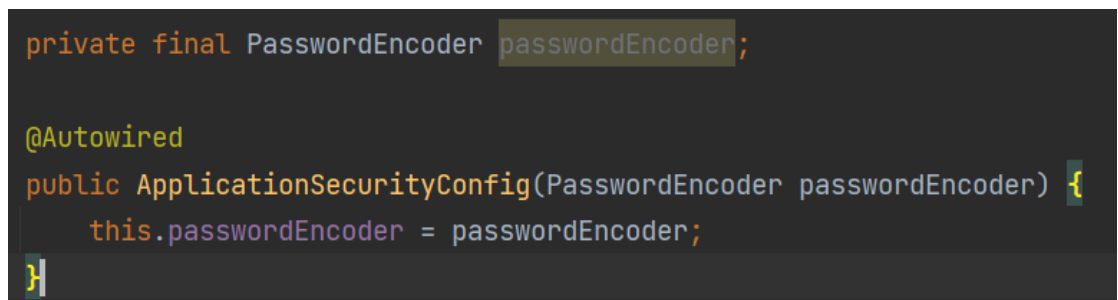 private final PasswordEncoder passwordEncoder;
@Autowired
public ApplicationSecurityConfig(PasswordEncoder passwordEncoder) {
this.passwordEncoder = passwordEncoder;
}